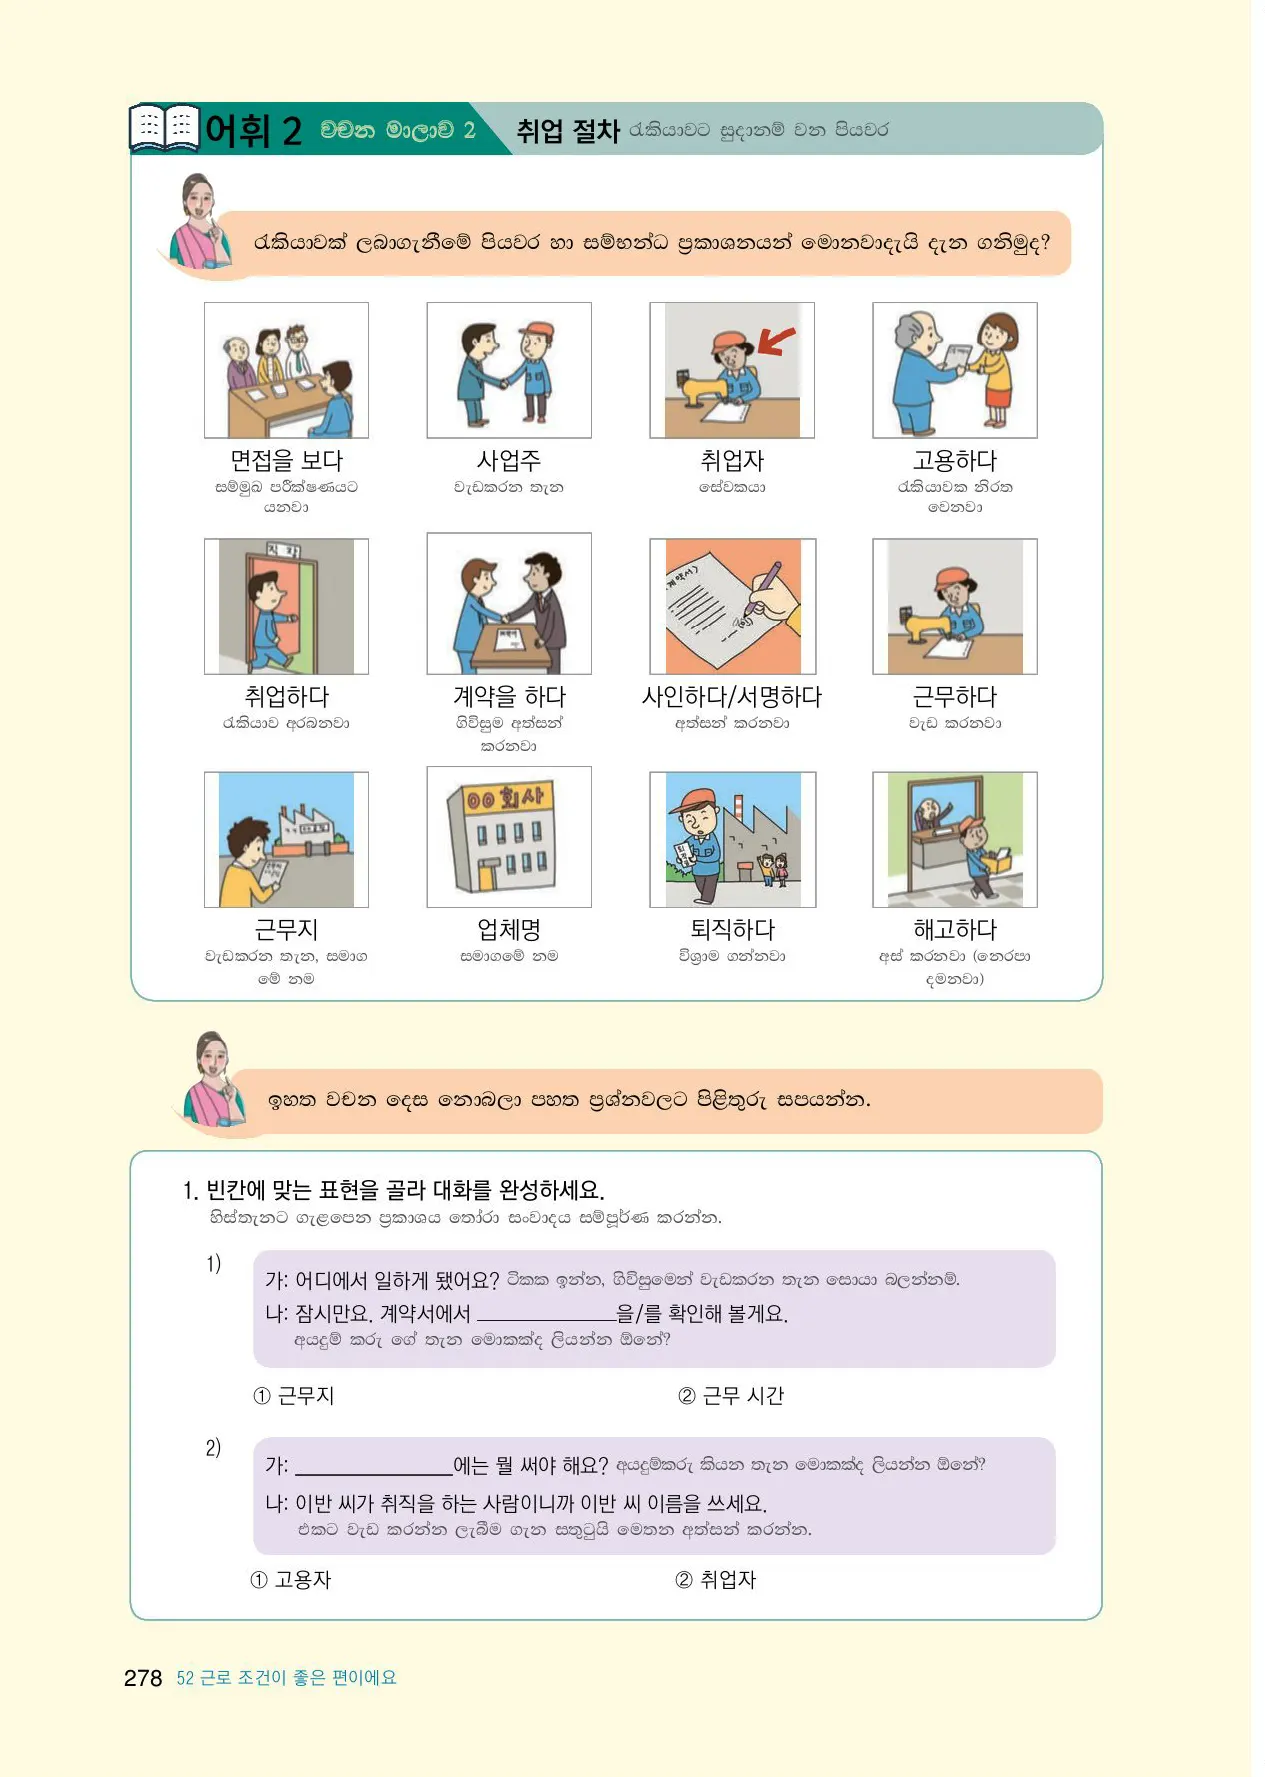 어휘 2 වචන මාලාව 2 취업 절차 රැකියාවට සුදානම් වන පියවර
රැකියාවක් ලබාගැනීමේ පියවර හා සම්භන්ධ ප්‍රකාශනයන් මොනවාදැයි දැන ගනිමුද?
면접을 보다 사업주 취업자 고용하다
සම්මුඛ පරීක්ෂණයට වැඩකරන තැන සේවකයා රැකියාවක නිරත
යනවා වෙනවා
직장
취업하다 계약을 하다 사인하다/서명하다 근무하다
රැකියාව අරබනවා ගිවිසුම අත්සන් අත්සන් කරනවා වැඩ කරනවා
කරනවා
OO 회사
근무지 업체명 퇴직하다 해고하다
වැඩකරන තැන, සමාග සමාගමේ නම විශ්‍රාම ගන්නවා අස් කරනවා (නෙරපා
මේ නම දමනවා)
ඉහත වචන දෙස නොබලා පහත ප්‍රශ්නවලට පිළිතුරු සපයන්න.
1. 빈칸에 맞는 표현을 골라 대화를 완성하세요.
හිස්තැනට ගැළපෙන ප්‍රකාශය තෝරා සංවාදය සම්පූර්ණ කරන්න.
1)
가: 어디에서 일하게 됐어요? ටිකක ඉන්න, ගිවිසුමෙන් වැඩකරන තැන සොයා බලන්නම්.
나: 잠시만요. 계약서에서 ____________을/를 확인해 볼게요.
අයදුම් කරු ගේ තැන මොකක්ද ලියන්න ඕනේ?
① 근무지 ② 근무 시간
2)
가: ____________에는 뭘 써야 해요? අයදුම්කරු කියන තැන මොකක්ද ලියන්න ඕනේ?
나: 이반 씨가 취직을 하는 사람이니까 이반 씨 이름을 쓰세요.
එකට වැඩ කරන්න ලැබීම ගැන සතුටුයි මෙතන අත්සන් කරන්න.
① 고용자 ② 취업자
278 52 근로 조건이 좋은 편이에요